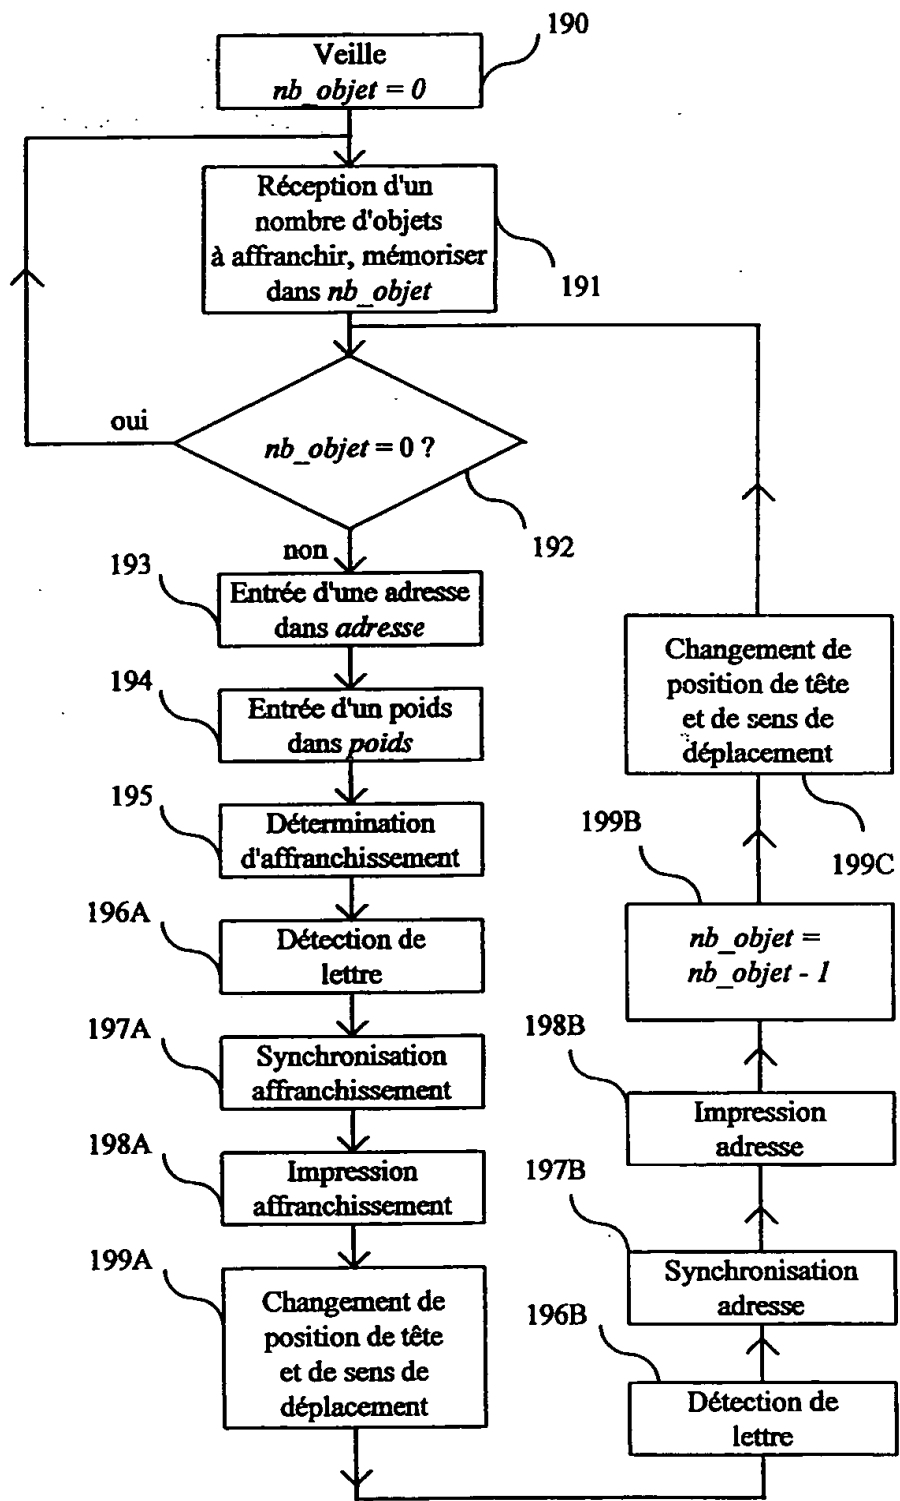 190
Veille
nb_objet = 0
Réception d'un
nombre d'objets
à affranchir, mémoriser
dans nb_objet
191
oui
nb_objet = 0 ?
192
non
193
Entrée d'une adresse
dans adresse
194
Entrée d'un poids
dans poids
195
Détermination
d'affranchissement
196A
Détection de
lettre
197A
Synchronisation
affranchissement
198A
Impression
affranchissement
199A
Changement de
position de tête
et de sens de
déplacement
196B
Détection de
lettre
197B
Synchronisation
adresse
198B
Impression
adresse
199B
nb_objet =
nb_objet - 1
199C
Changement de
position de tête
et de sens de
déplacement